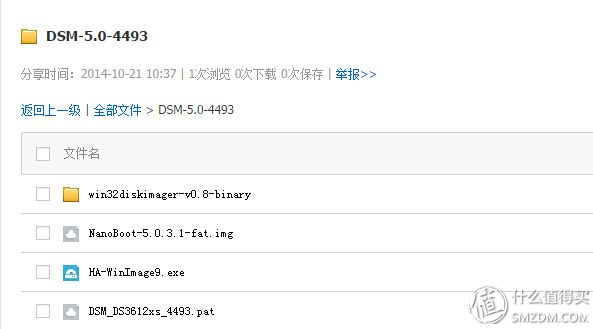 DSM-5.0-4493
分享时间：2014-10-21 10:37 | 1次浏览 0次下载 0次保存 | 举报>>
返回上一级 | 全部文件 > DSM-5.0-4493
文件名
win32diskimager-v0.8-binary
NanoBoot-5.0.3.1-fat.img
HA-WinImage9.exe
DSM_DS3612xs_4493.pat
值 什么值得买
SMZDM.COM